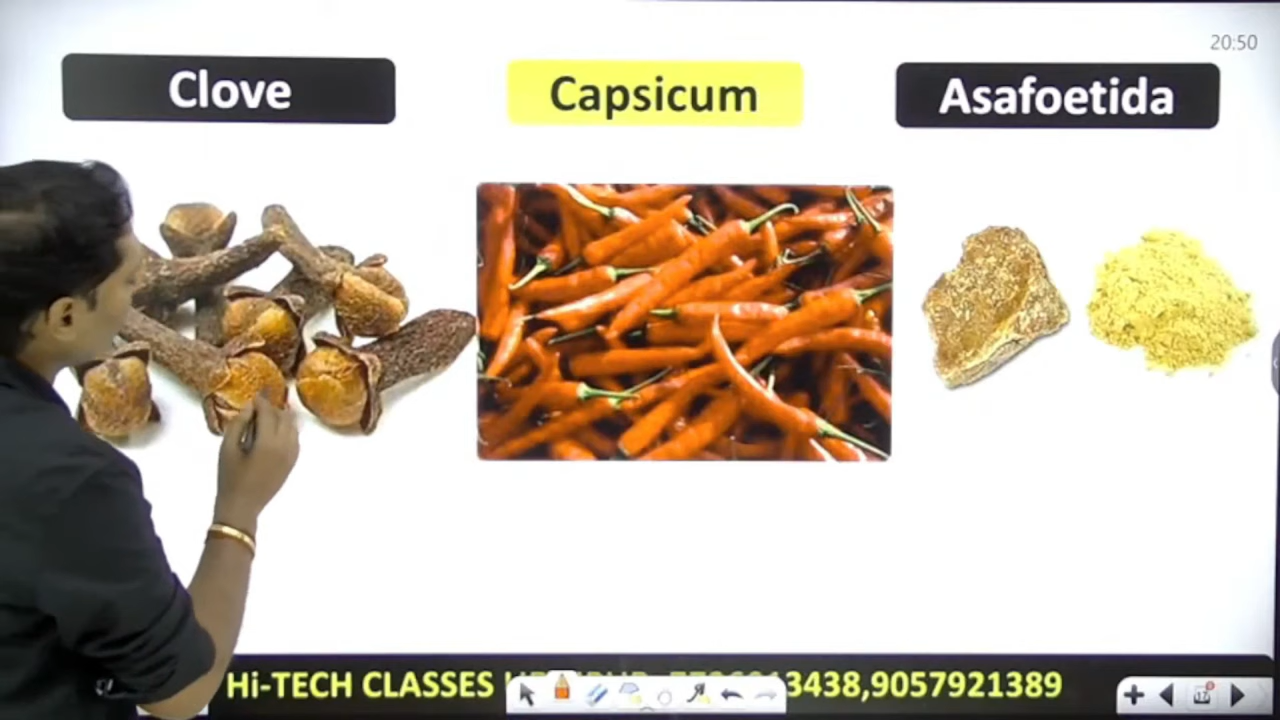 20:50
Clove
Capsicum
Asafoetida
Hi-TECH CLASSES 3438,9057921389